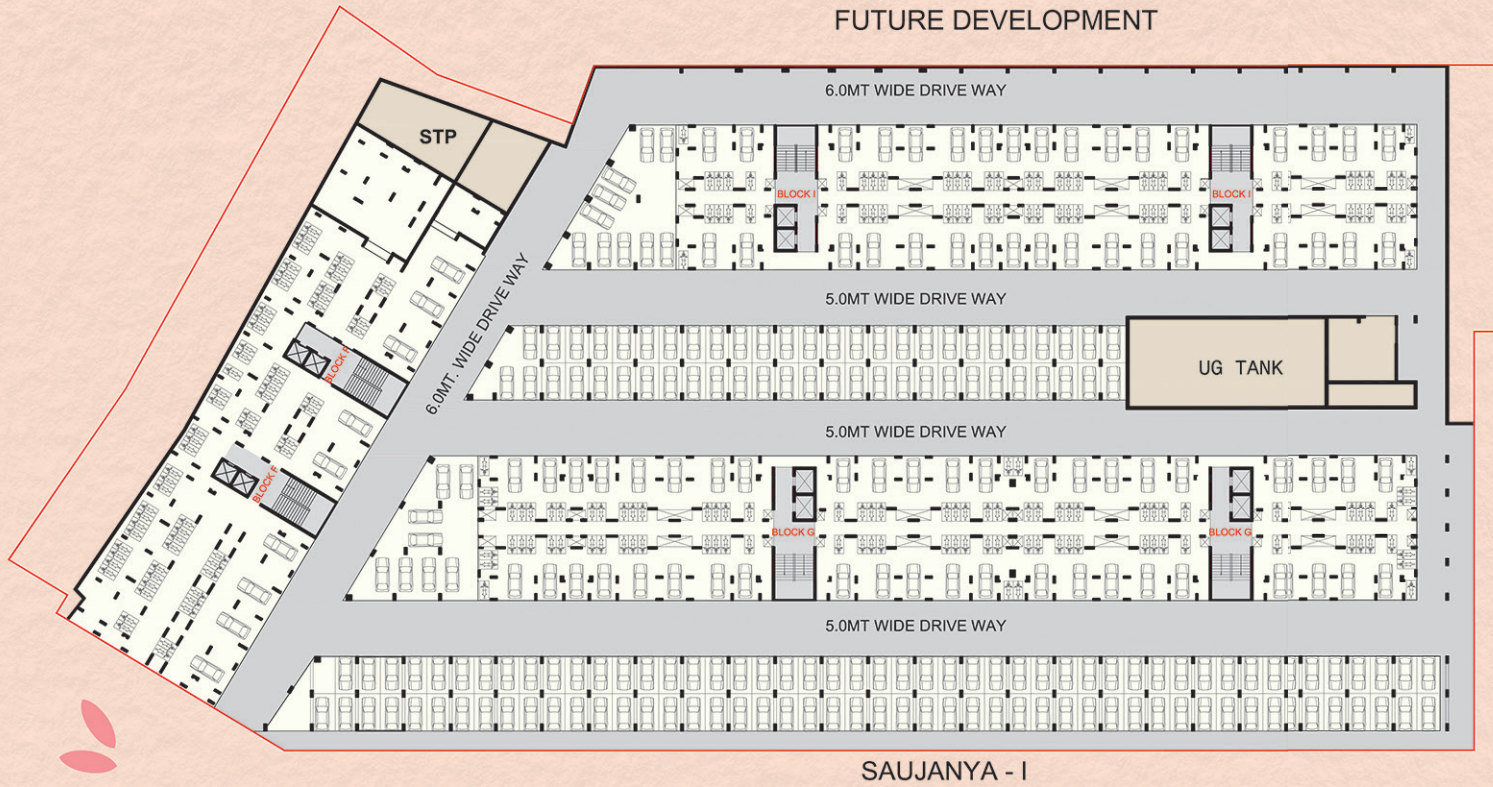 FUTURE DEVELOPMENT
6.0MT WIDE DRIVE WAY
STP
BLOCK I
BLOCK I
5.0MT WIDE DRIVE WAY
6.0MT. WIDE DRIVE WAY
BLOCK F
UG TANK
5.0MT WIDE DRIVE WAY
BLOCK F
BLOCK G
BLOCK G
5.0MT WIDE DRIVE WAY
SAUJANYA - I